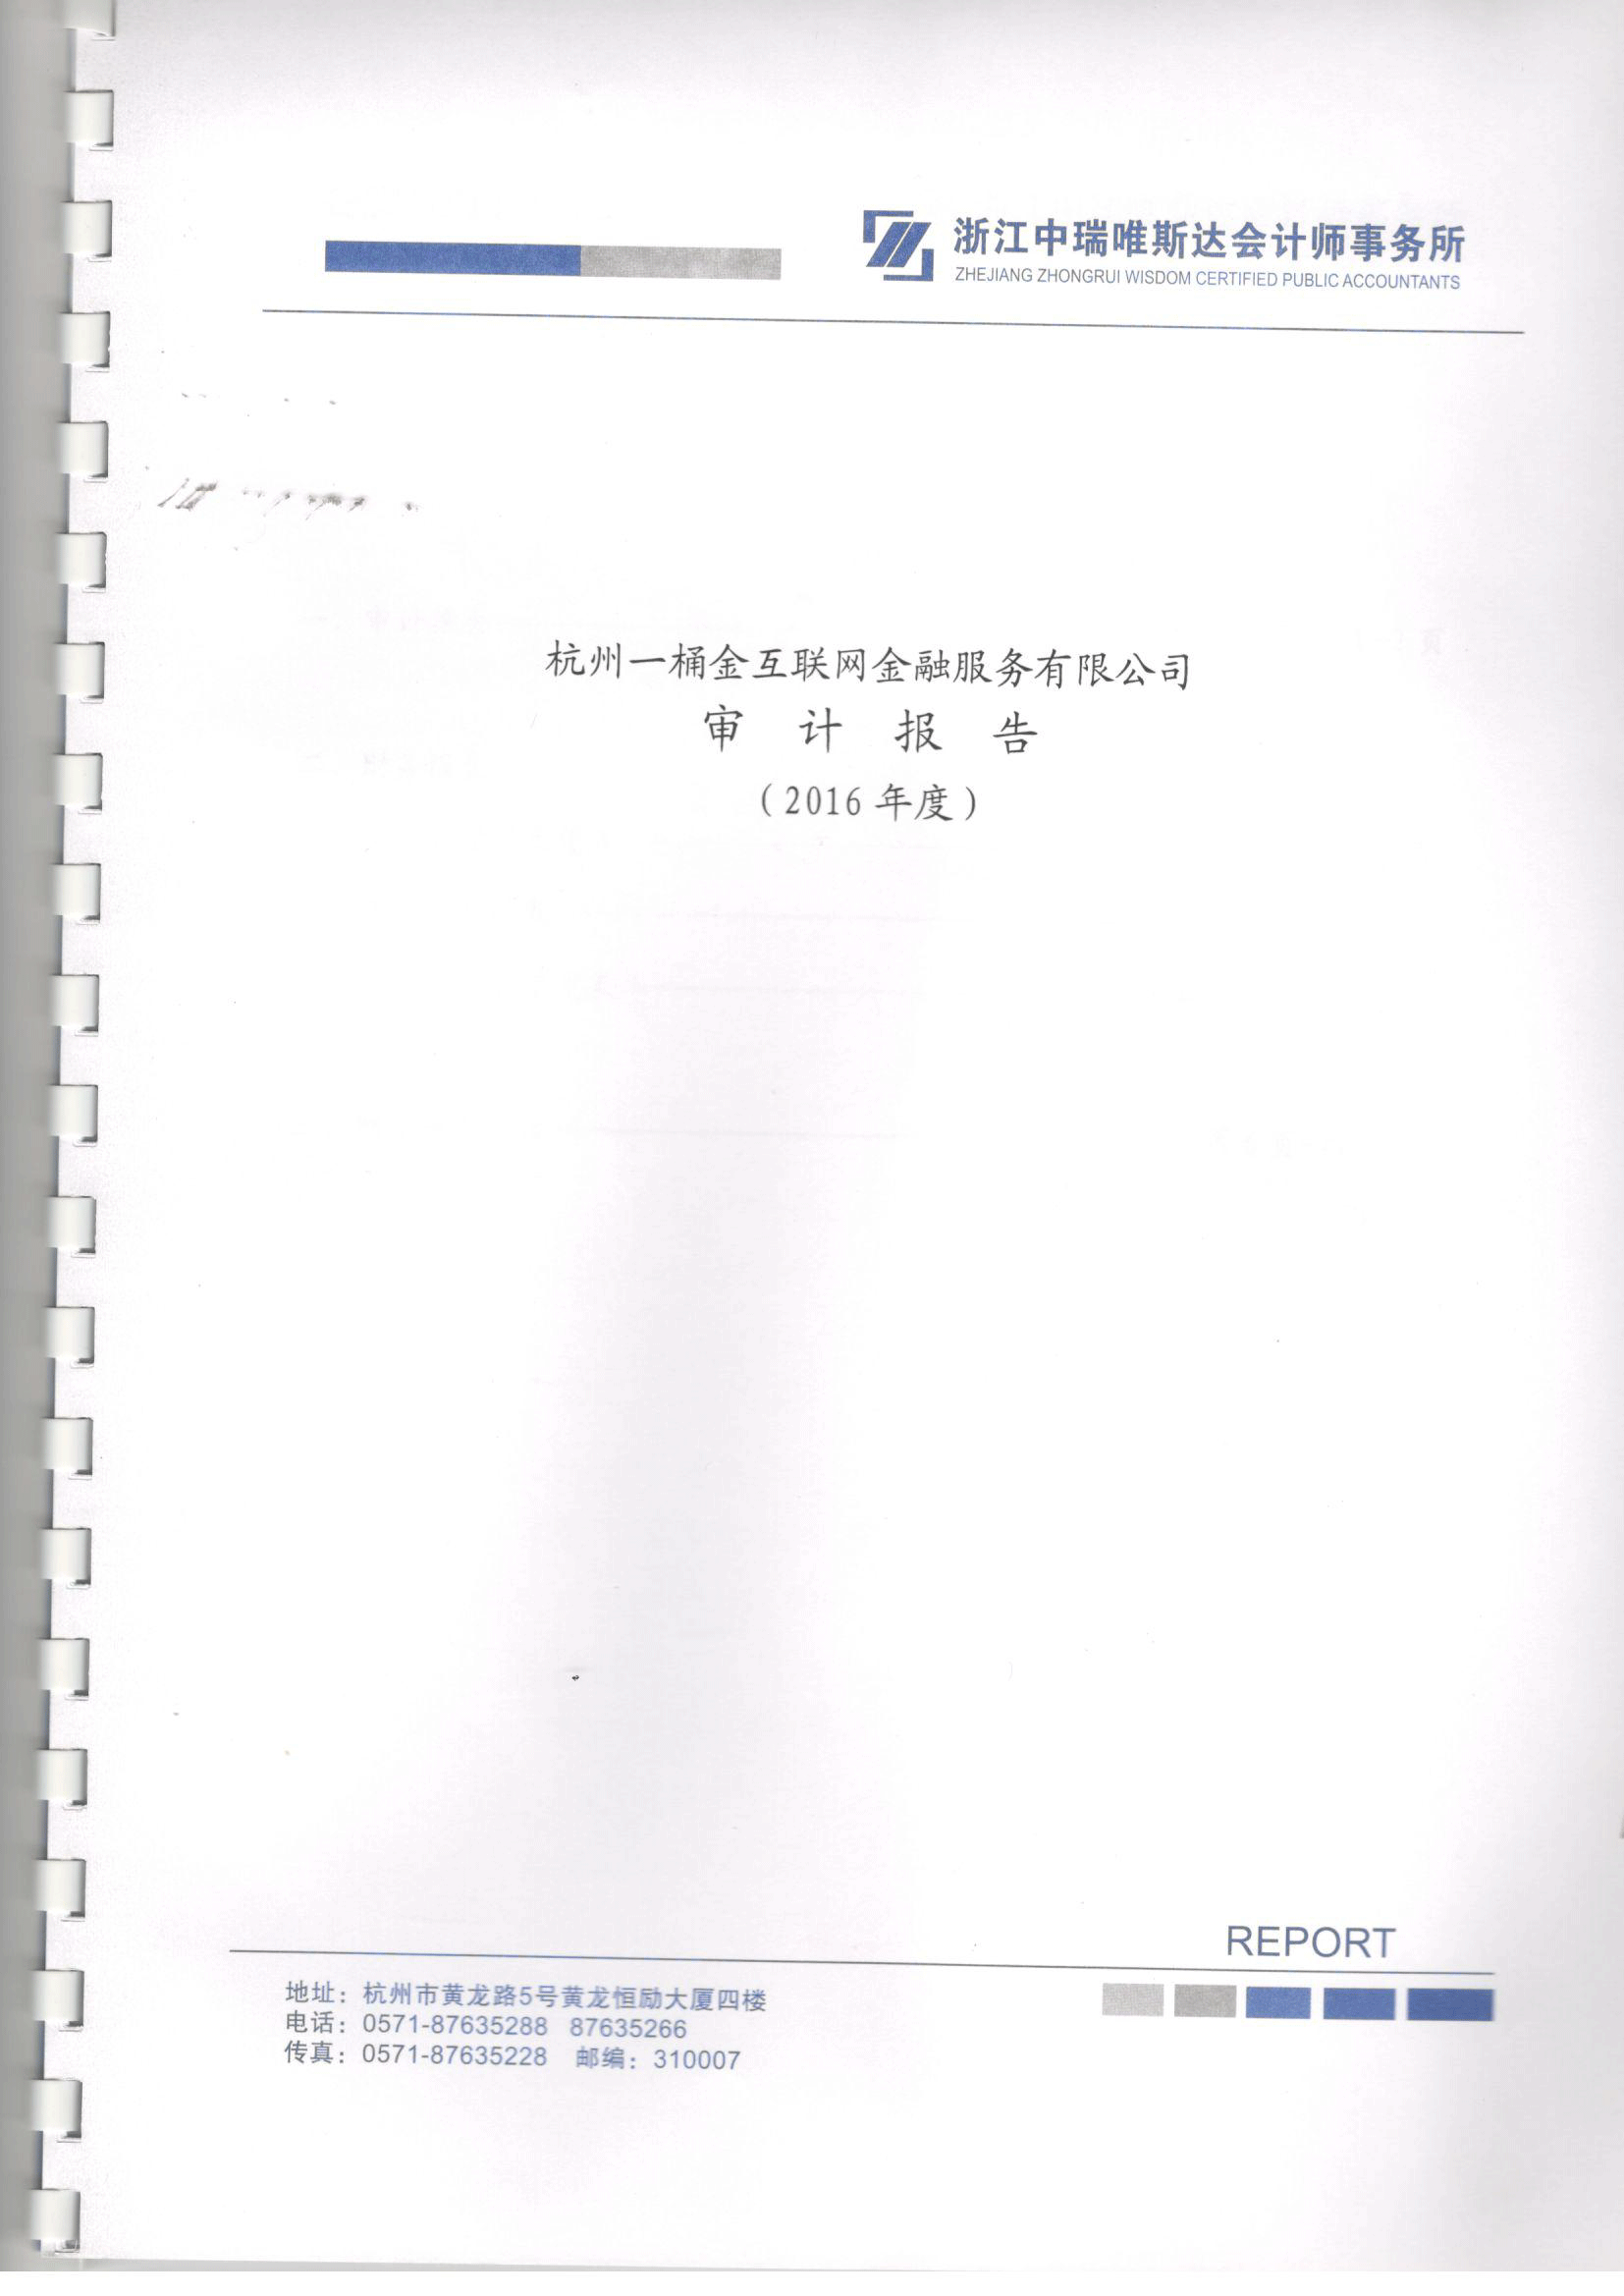 浙江中瑞唯斯达会计师事务所
ZHEJIANG ZHONGRUI WISDOM CERTIFIED PUBLIC ACCOUNTANTS
杭州一桶金互联网金融服务有限公司
审 计 报 告
（2016 年度）
REPORT
地址：杭州市黄龙路5号黄龙恒励大厦四楼
电话：0571-87635288 87635266
传真：0571-87635228 邮编：310007